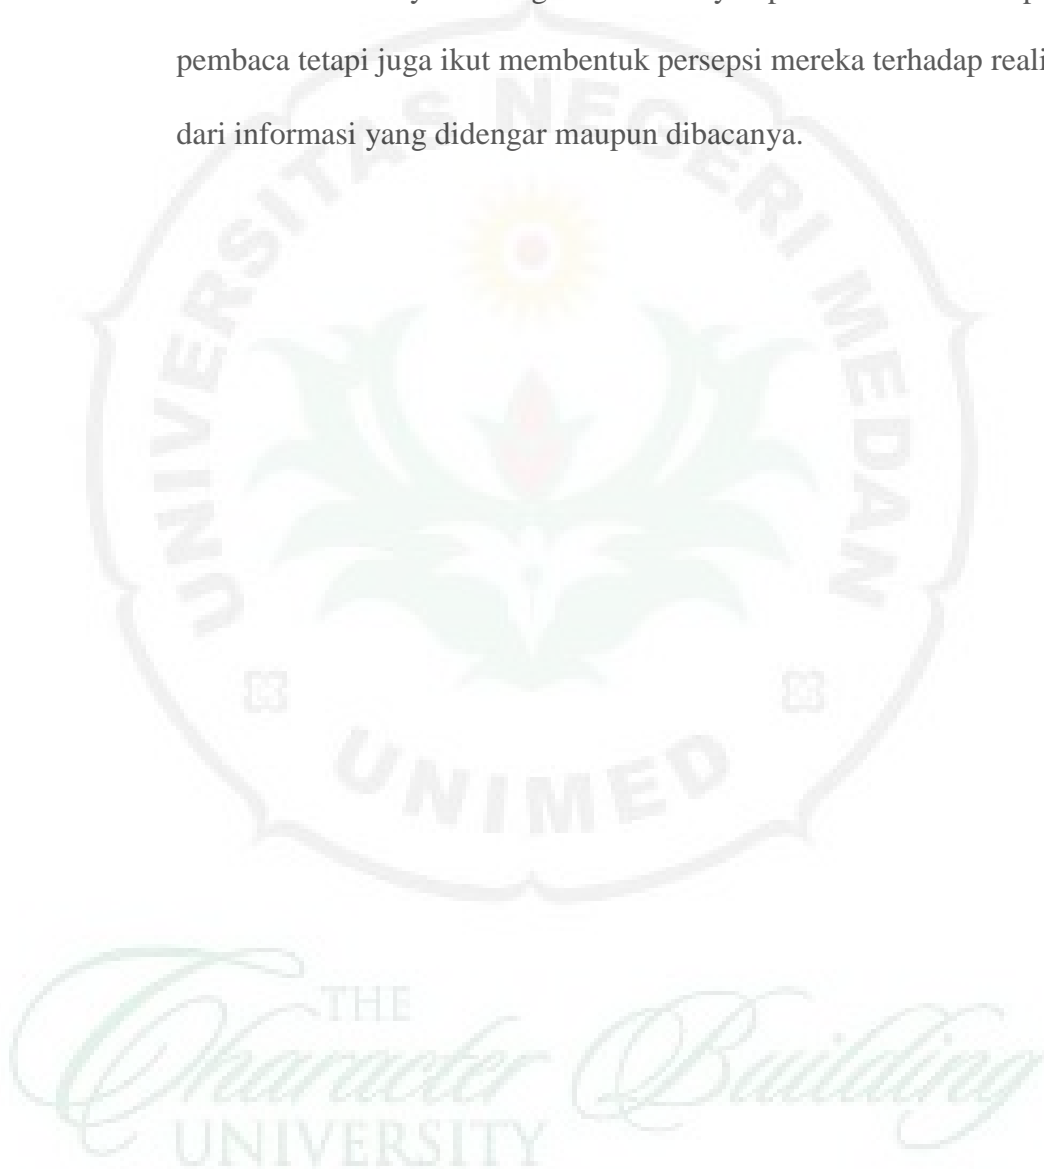 pembaca tetapi juga ikut membentuk persepsi mereka terhadap reali
dari informasi yang didengar maupun dibacanya.
UNIVERSITAS NEGERI MEDAN
UNIMED
THE
Character Building
UNIVERSITY